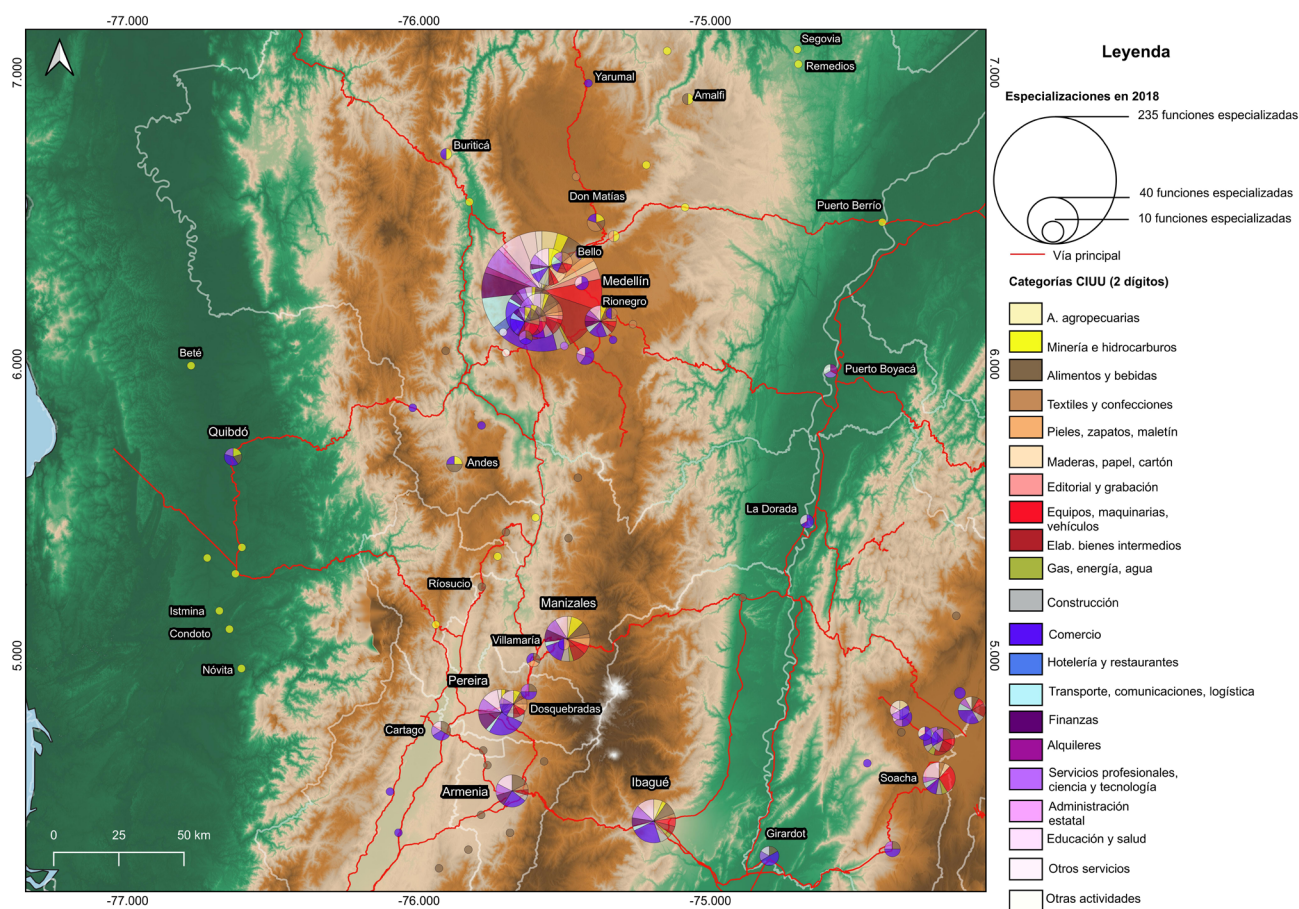 -77.000
-76.000
-75.000
7.000
7.000
Segovia
Remedios
Yarumal
Amalfi
Buriticá
Don Matías
Puerto Berrío
Bello
Medellín
Rionegro
6.000
6.000
Beté
Puerto Boyacá
Quibdó
Andes
La Dorada
Ríosucio
Istmina
Manizales
Condoto
Villamaría
5.000
5.000
Nóvita
Pereira
Dosquebradas
Cartago
Soacha
Ibagué
Armenia
Girardot
0
25
50 km
-77.000
-76.000
-75.000
Leyenda
Especializaciones en 2018
235 funciones especializadas
40 funciones especializadas
10 funciones especializadas
Vía principal
Categorías CIUU (2 dígitos)
A. agropecuarias
Minería e hidrocarburos
Alimentos y bebidas
Textiles y confecciones
Pieles, zapatos, maletín
Maderas, papel, cartón
Editorial y grabación
Equipos, maquinarias,
vehículos
Elab. bienes intermedios
Gas, energía, agua
Construcción
Comercio
Hotelería y restaurantes
Transporte, comunicaciones, logística
Finanzas
Alquileres
Servicios profesionales,
ciencia y tecnología
Administración
estatal
Educación y salud
Otros servicios
Otras actividades